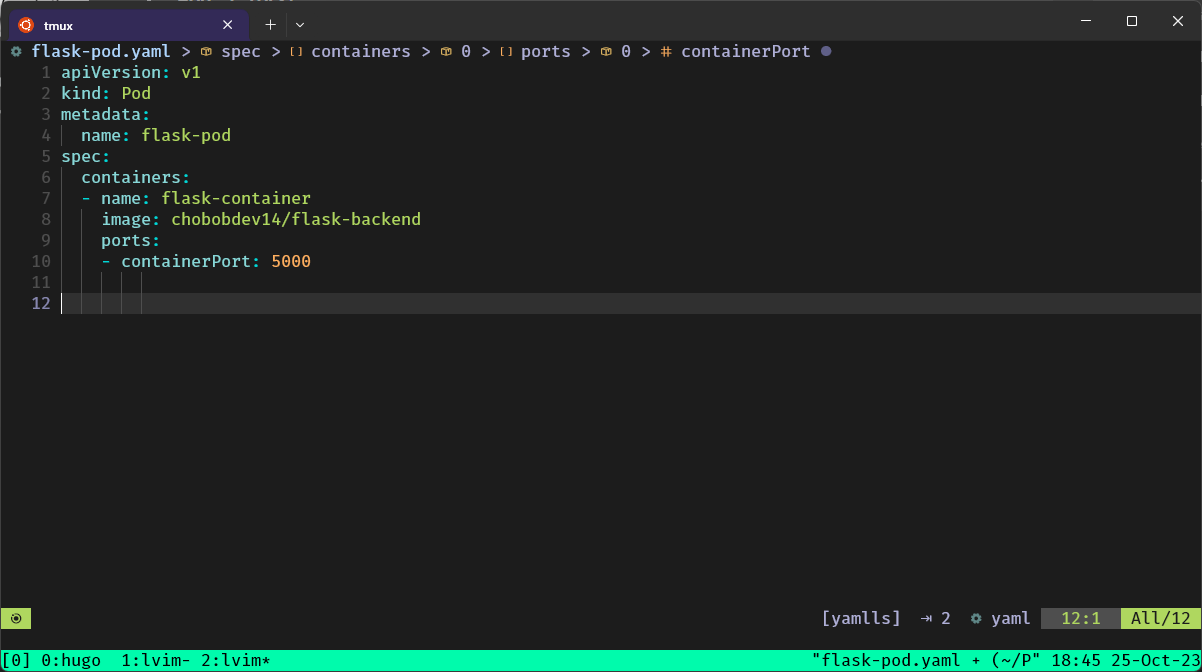 tmux
flask-pod.yaml > spec > [] containers > 0 > [] ports > 0 > # containerPort
1 apiVersion: v1
2 kind: Pod
3 metadata:
4   name: flask-pod
5 spec:
6   containers:
7   - name: flask-container
8     image: chobobdev14/flask-backend
9     ports:
10     - containerPort: 5000
11
12
[yamlls] ⇥ 2 yaml 12:1 All/12
[0] 0:hugo  1:lvim- 2:lvim* "flask-pod.yaml + (~/P" 18:45 25-Oct-23